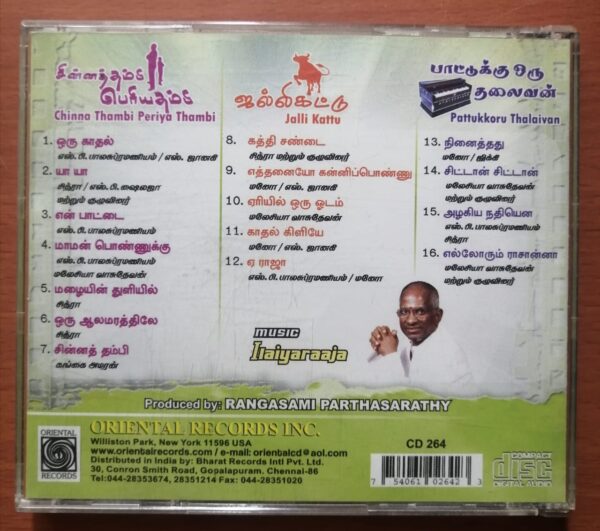 சின்னத்தம்பி
பெரியதம்பி
Chinna Thambi Periya Thambi
1. ஒரு காதல்
எஸ்.பி.பாலசுப்ரமணியம் / எஸ். ஜானகி
2. யா யா
சித்ரா / எஸ். பி. ஷைலஜா
மற்றும் குழுவினர்
3. என் பாட்டை
எஸ். பி. பாலசுப்ரமணியம்
4. மாமன் பொண்ணுக்கு
எஸ். பி. பாலசுப்ரமணியம்
மலேசியா வாசுதேவன்
5. மழையின் துளியில்
சித்ரா
6. ஒரு ஆலமரத்திலே
சித்ரா
7. சின்னத் தம்பி
கங்கை அமரன்
ஜல்லிகட்டு
Jalli Kattu
8. கத்தி சண்டை
சித்ரா மற்றும் குழுவினர்
9. எத்தனையோ கன்னிப்பொண்ணு
மனோ / எஸ். ஜானகி
10. ஏரியில் ஒரு ஓடம்
மலேசியா வாசுதேவன்
11. காதல் கிளியே
மனோ / எஸ். ஜானகி
12. ஏ ராஜா
எஸ். பி. பாலசுப்ரமணியம் / மனோ
பாட்டுக்கு ஒரு
தலைவன்
Pattukkoru Thalaivan
13. நினைத்தது
மனோ / ஜிக்கி
14. சிட்டான் சிட்டான்
மலேசியா வாசுதேவன்
15. அழகிய நதியென
எஸ். பி. பாலசுப்ரமணியம்
சித்ரா
16. எல்லோரும் ராசான்னா
மலேசியா வாசுதேவன்
மற்றும் குழுவினர்
MUSIC
Ilaiyaraaja
Produced by: RANGASAMI PARTHASARATHY
ORIENTAL
RECORDS
ORIENTAL RECORDS INC.
Williston Park, New York 11596 USA
www.orientalrecords.com / e-mail: orientalcd@aol.com
Distributed in India by: Bharat Records Intl Pvt. Ltd.
30, Conron Smith Road, Gopalapuram, Chennai-86
Tel:044-28353674, 28351214 Fax: 044-28351020
CD 264
7 54061 02642 3
COMPACT
disc
DIGITAL AUDIO